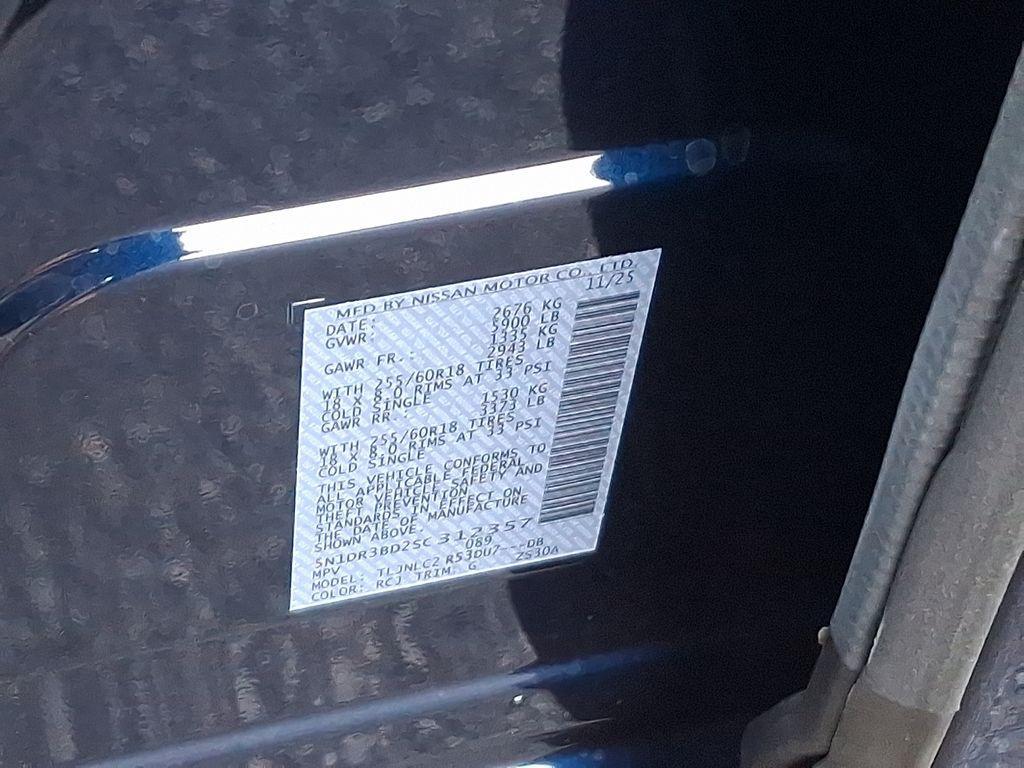 MFD BY NISSAN MOTOR CO., LTD.
DATE: 11/25
GVWR: 2676 KG
5900 LB
GAWR FR.: 1335 KG
2943 LB
WITH 255/60R18 TIRES
18 X 8.0 RIMS AT 33 PSI
COLD SINGLE
GAWR RR.: 1530 KG
3373 LB
WITH 255/60R18 TIRES
18 X 8.0 RIMS AT 33 PSI
COLD SINGLE
THIS VEHICLE CONFORMS TO
ALL APPLICABLE FEDERAL
MOTOR VEHICLE SAFETY AND
THEFT PREVENTION
STANDARDS IN EFFECT ON
THE DATE OF MANUFACTURE
SHOWN ABOVE.
5N1DR3BD2SC312357
MPV 089
MODEL: TLJNLC2 R53DU7---DB
COLOR: RCJ TRIM: G ZS30A